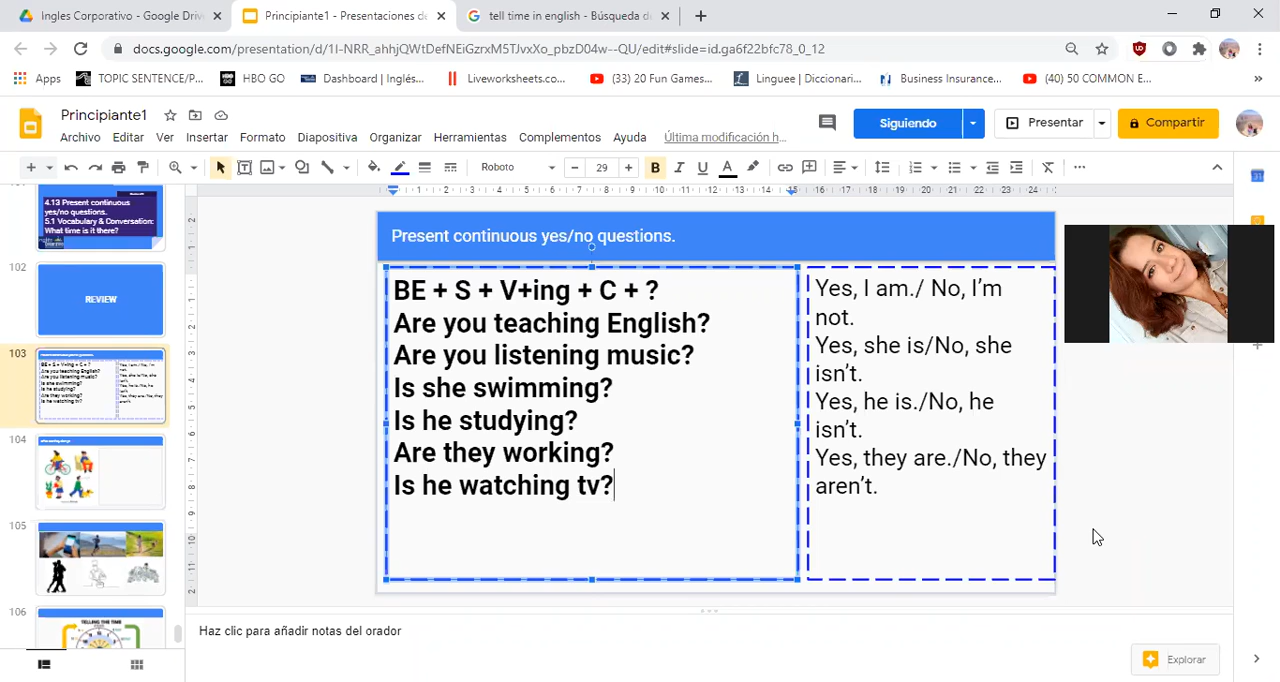 Ingles Corporativo - Google Driv
Principiante1 - Presentaciones de
tell time in english - Búsqueda d
docs.google.com/presentation/d/1I-NRR_ahhjQWtDefNEiGzrxM5TJvxXo_pbzD04w--QU/edit#slide=id.ga6f22bfc78_0_12
Apps
TOPIC SENTENCE/P...
HBO GO
Dashboard | Inglés...
Liveworksheets.co...
(33) 20 Fun Games...
Linguee | Diccionari...
Business Insurance...
(40) 50 COMMON E...
Principiante1
Archivo Editar Ver Insertar Formato Diapositiva Organizar Herramientas Complementos Ayuda Última modificación h...
Siguiendo
Presentar
Compartir
Roboto
29
4.13 Present continuous
yes/no questions.
5.1 Vocabulary & Conversation:
What time is it there?
102
REVIEW
103
104
105
106
TELLING THE TIME
Present continuous yes/no questions.
BE + S + V+ing + C + ?
Are you teaching English?
Are you listening music?
Is she swimming?
Is he studying?
Are they working?
Is he watching tv?
Yes, I am./ No, I'm
not.
Yes, she is/No, she
isn't.
Yes, he is./No, he
isn't.
Yes, they are./No, they
aren't.
Haz clic para añadir notas del orador
Explorar